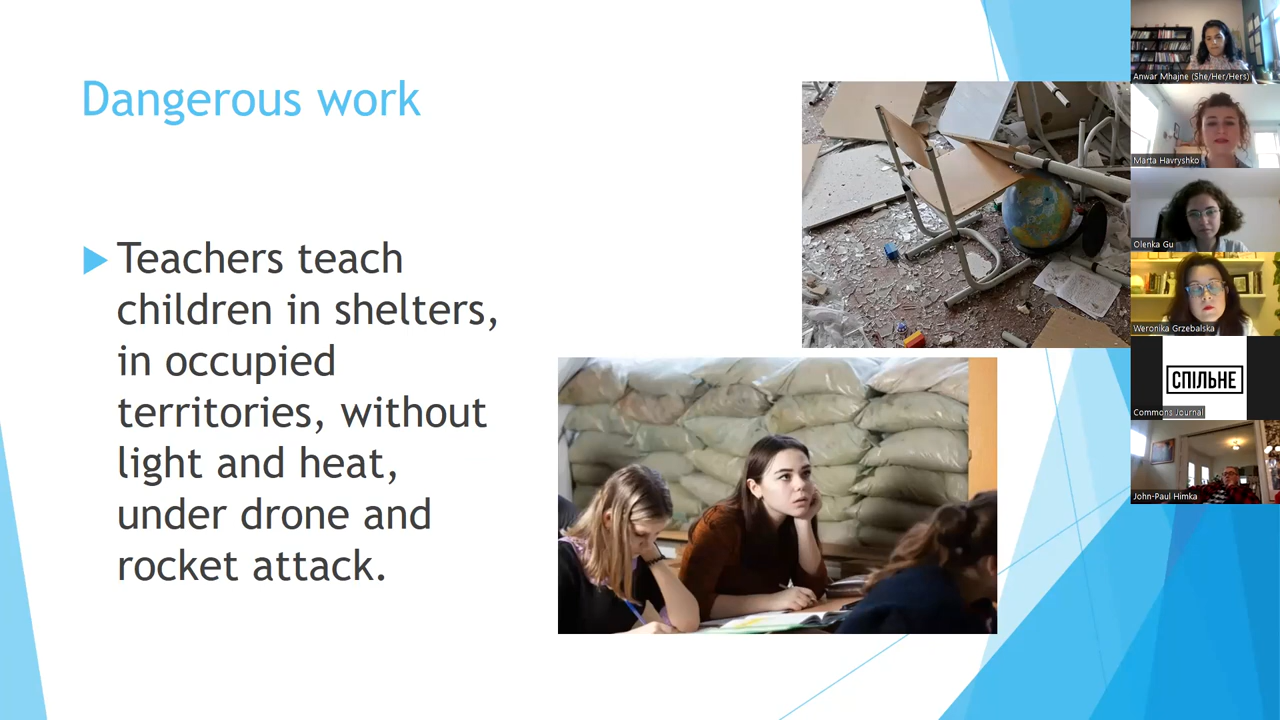 Dangerous work
Teachers teach
children in shelters,
in occupied
territories, without
light and heat,
under drone and
rocket attack.
Anwar Mhajne (She/Her/Hers)
Marta Havryshko
Olenka Gu
Weronika Grzebalska
СПІЛЬНЕ
Commons Journal
John-Paul Himka